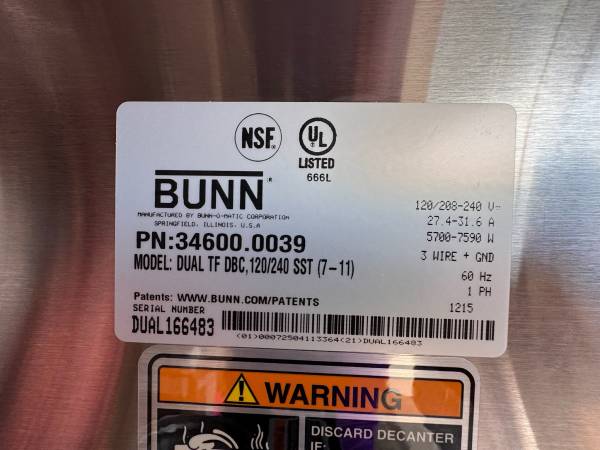 NSF®
UL®
LISTED
666L
BUNN®
MANUFACTURED BY BUNN-O-MATIC CORPORATION
SPRINGFIELD, ILLINOIS, U.S.A
PN:34600.0039
MODEL: DUAL TF DBC,120/240 SST (7-11)
120/208-240 V~
27.4-31.6 A
5700-7590 W
3 WIRE + GND
60 Hz
1 PH
1215
Patents: WWW.BUNN.COM/PATENTS
SERIAL NUMBER
DUAL166483
(01)00072504113364(21)DUAL166483
WARNING
DISCARD DECANTER
IF: